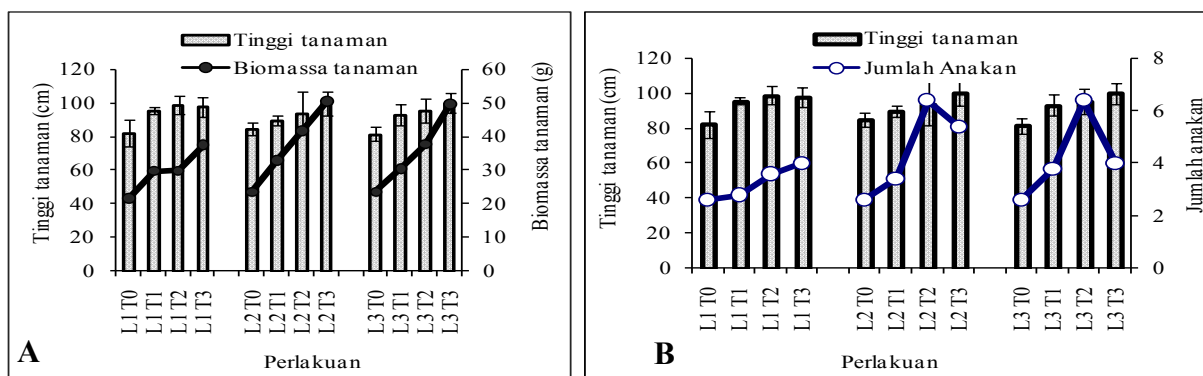 Tinggi tanaman
Biomassa tanaman
Tinggi tanaman (cm)
120
100
80
60
40
20
0
Biomassa tanaman (g)
60
50
40
30
20
10
0
L1 T0
L1 T1
L1 T2
L1 T3
L2 T0
L2 T1
L2 T2
L2 T3
L3 T0
L3 T1
L3 T2
L3 T3
Perlakuan
A
Tinggi tanaman
Jumlah Anakan
Tinggi tanaman (cm)
120
100
80
60
40
20
0
Jumlah anakan
8
6
4
2
0
L1 T0
L1 T1
L1 T2
L1 T3
L2 T0
L2 T1
L2 T2
L2 T3
L3 T0
L3 T1
L3 T2
L3 T3
Perlakuan
B